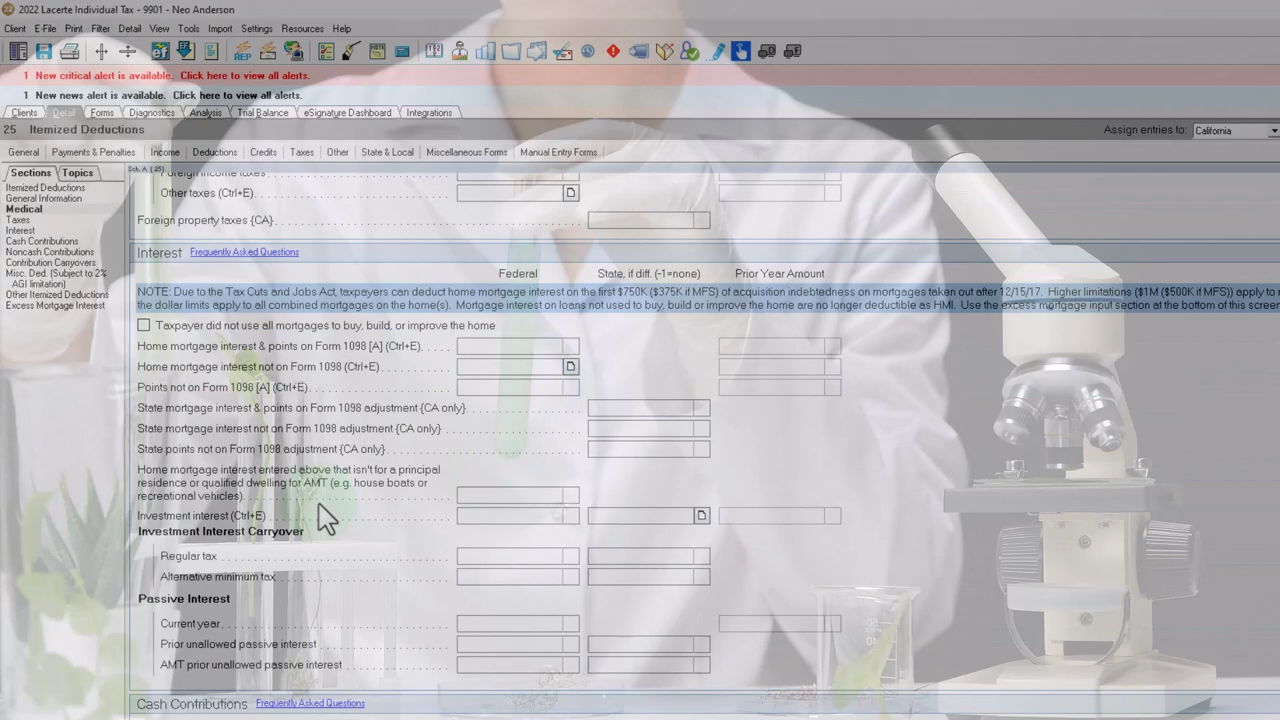 2022 Lacerte Individual Tax - 9901 - Neo Anderson
Client E-File Print Filter Detail View Tools Import Settings Resources Help
1 New critical alert is available. Click here to view all alerts.
1 New news alert is available. Click here to view all alerts.
Clients Detail Forms Diagnostics Analysis Trial Balance eSignature Dashboard Integrations
25 Itemized Deductions Assign entries to: California
General Payments & Penalties Income Deductions Credits Taxes Other State & Local Miscellaneous Forms Manual Entry Forms
Sections Topics
Itemized Deductions
General Information
Medical
Taxes
Interest
Cash Contributions
Noncash Contributions
Contribution Carryovers
Misc. Ded. (Subject to 2%
AGI limitation)
Other Itemized Deductions
Excess Mortgage Interest
Sch. A (25)
Foreign income taxes
Other taxes (Ctrl+E)
Foreign property taxes {CA}
Interest Frequently Asked Questions
Federal State, if diff. (-1=none) Prior Year Amount
NOTE: Due to the Tax Cuts and Jobs Act, taxpayers can deduct home mortgage interest on the first $750K ($375K if MFS) of acquisition indebtedness on mortgages taken out after 12/15/17. Higher limitations ($1M ($500K if MFS)) apply to
the dollar limits apply to all combined mortgages on the home(s). Mortgage interest on loans not used to buy, build or improve the home are no longer deductible as HMI. Use the excess mortgage input section at the bottom of this
Taxpayer did not use all mortgages to buy, build, or improve the home
Home mortgage interest & points on Form 1098 [A] (Ctrl+E)
Home mortgage interest not on Form 1098 (Ctrl+E)
Points not on Form 1098 [A] (Ctrl+E)
State mortgage interest & points on Form 1098 adjustment {CA only}
State mortgage interest not on Form 1098 adjustment {CA only}
State points not on Form 1098 adjustment {CA only}
Home mortgage interest entered above that isn't for a principal
residence or qualified dwelling for AMT (e.g. house boats or
recreational vehicles)
Investment interest (Ctrl+E)
Investment Interest Carryover
Regular tax
Alternative minimum tax
Passive Interest
Current year
Prior unallowed passive interest
AMT prior unallowed passive interest
Cash Contributions Frequently Asked Questions